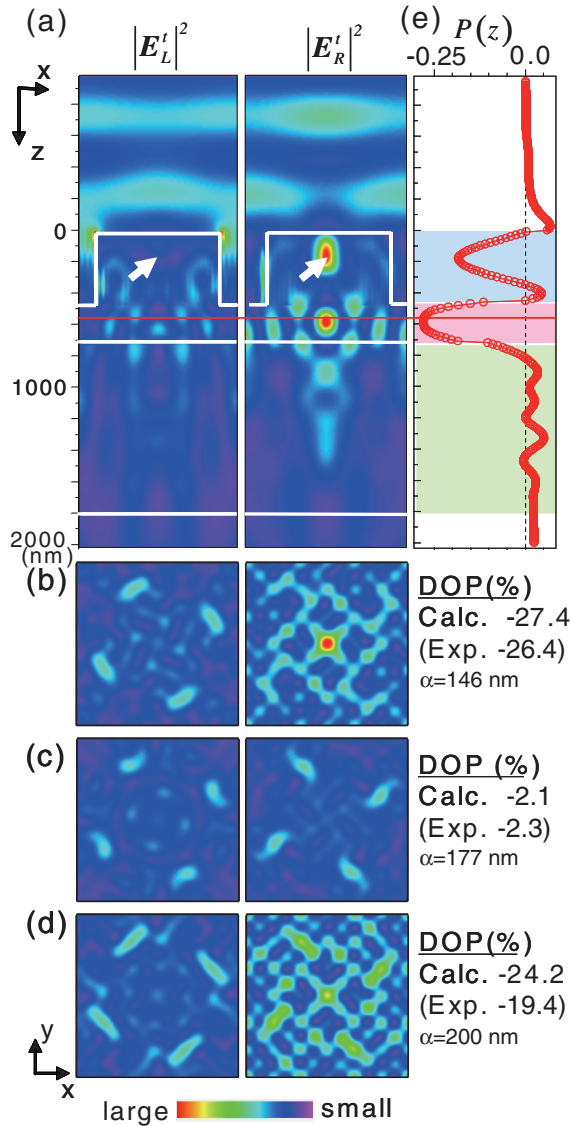 (a) |E_L^t|^2 |E_R^t|^2 (e) P(z)
-0.25 0.0
x
z
0
1000
2000
(nm)
(b)
DOP(%)
Calc. -27.4
(Exp. -26.4)
α=146 nm
(c)
DOP (%)
Calc. -2.1
(Exp. -2.3)
α=177 nm
(d)
DOP(%)
Calc. -24.2
(Exp. -19.4)
α=200 nm
y
x
large small